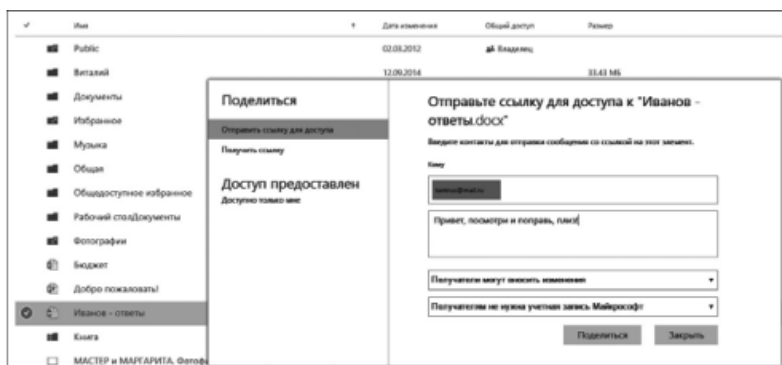 Имя Дата изменения Общий доступ Размер
Public 02.03.2012 Владелец
Виталий 12.09.2014 33.43 МБ
Документы
Избранное
Музыка
Общая
Общедоступное избранное
Рабочий столДокументы
Фотографии
Бюджет
Добро пожаловать!
Иванов - ответы
Книга
МАСТЕР и МАРГАРИТА.
Поделиться
Отправить ссылку для доступа
Получить ссылку
Доступ предоставлен
Доступно только мне
Отправьте ссылку для доступа к "Иванов -
ответы.docx"
Введите контакты для отправки сообщения со ссылкой на этот элемент.
Кому
Привет, посмотри и поправь, плиз!
Получатели могут вносить изменения
Получателям не нужна учетная запись Майкрософт
Поделиться Закрыть